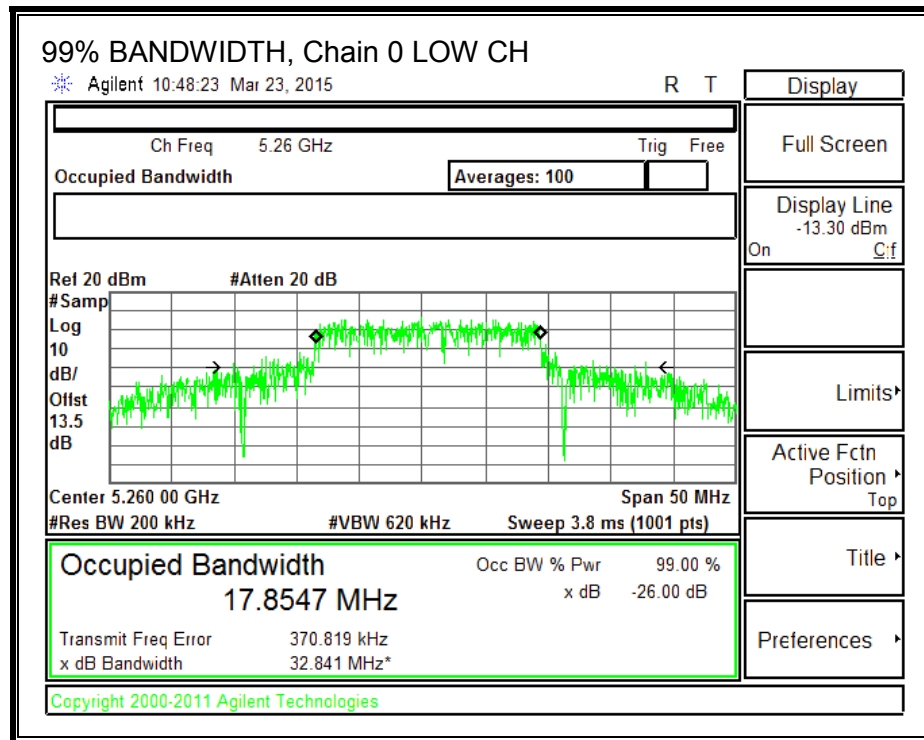 99% BANDWIDTH, Chain 0 LOW CH
Agilent 10:48:23 Mar 23, 2015 R T
Display
Ch Freq 5.26 GHz Trig Free
Occupied Bandwidth Averages: 100
Ref 20 dBm #Atten 20 dB
#Samp
Log
10
dB/
Offst
13.5
dB
Center 5.260 00 GHz Span 50 MHz
#Res BW 200 kHz #VBW 620 kHz Sweep 3.8 ms (1001 pts)
Occupied Bandwidth Occ BW % Pwr 99.00 %
17.8547 MHz x dB -26.00 dB
Transmit Freq Error 370.819 kHz
x dB Bandwidth 32.841 MHz*
Copyright 2000-2011 Agilent Technologies
Full Screen
Display Line
-13.30 dBm
On Off
Limits
Active Fctn
Position
Top
Title
Preferences